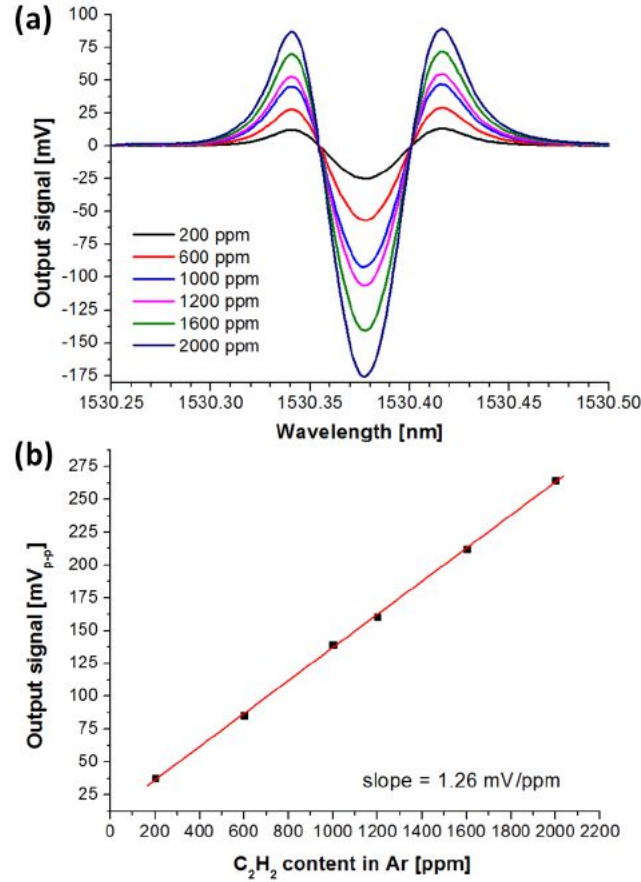 (a)
100
75
50
25
0
-25
-50
-75
-100
-125
-150
-175
Output signal [mV]
200 ppm
600 ppm
1000 ppm
1200 ppm
1600 ppm
2000 ppm
1530.25 1530.30 1530.35 1530.40 1530.45 1530.50
Wavelength [nm]
(b)
275
250
225
200
175
150
125
100
75
50
25
Output signal [mVp-p]
slope = 1.26 mV/ppm
0 200 400 600 800 1000 1200 1400 1600 1800 2000 2200
C2H2 content in Ar [ppm]